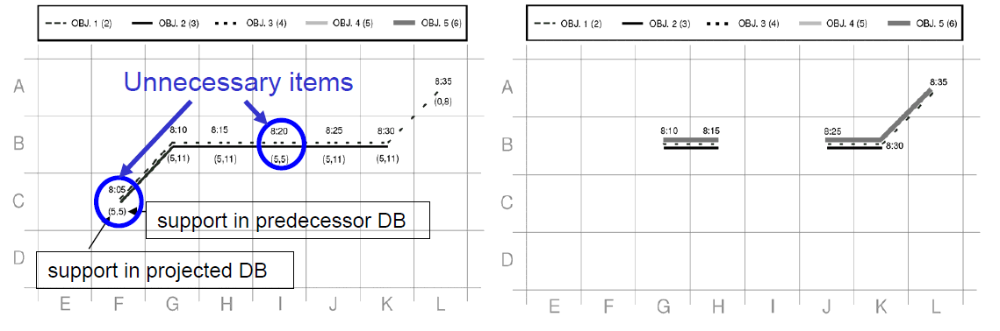 OBJ. 1 (2) OBJ. 2 (3) OBJ. 3 (4) OBJ. 4 (5) OBJ. 5 (6)
A
Unnecessary items
8:35
(0,8)
8:10 8:15 8:20 8:25 8:30
B
(5,11) (5,11) (5,5) (5,11) (5,11)
8:05
C
(5,5)
support in predecessor DB
D
support in projected DB
E F G H I J K L
OBJ. 1 (2) OBJ. 2 (3) OBJ. 3 (4) OBJ. 4 (5) OBJ. 5 (6)
8:35
A
8:10 8:15 8:25
B
8:30
C
D
E F G H I J K L